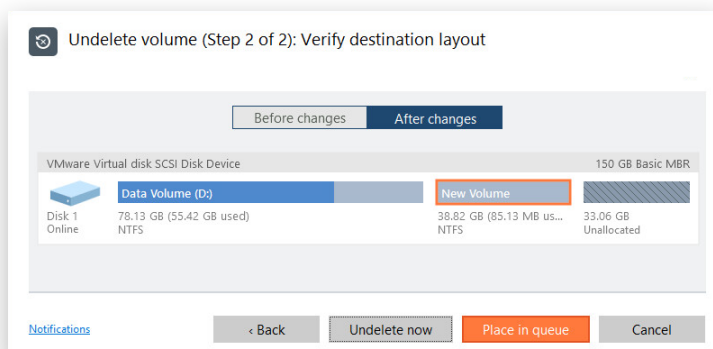 Undelete volume (Step 2 of 2): Verify destination layout
Before changes
After changes
VMware Virtual disk SCSI Disk Device
150 GB Basic MBR
Data Volume (D:)
New Volume
Disk 1
Online
78.13 GB (55.42 GB used)
NTFS
38.82 GB (85.13 MB us...
NTFS
33.06 GB
Unallocated
Notifications
‹ Back
Undelete now
Place in queue
Cancel